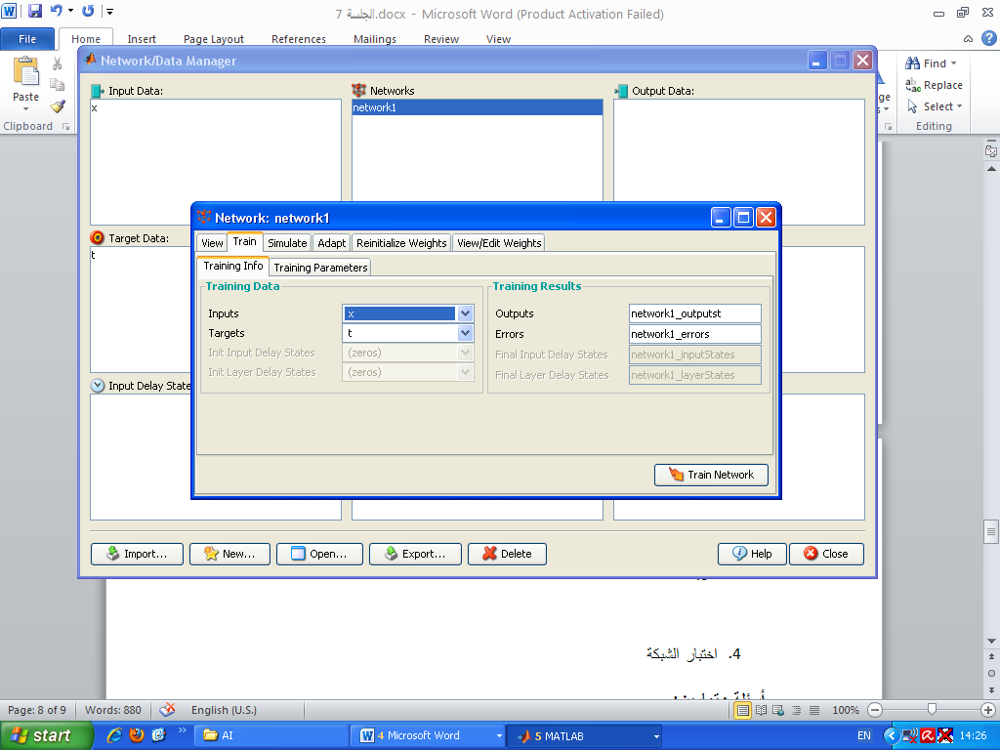 الجلسة 7.docx - Microsoft Word (Product Activation Failed)
File Home Insert Page Layout References Mailings Review View
Paste
Clipboard
Find
Replace
Select
Editing
Network/Data Manager
Input Data:
x
Networks
network1
Output Data:
Target Data:
t
Input Delay State
Network: network1
View Train Simulate Adapt Reinitialize Weights View/Edit Weights
Training Info Training Parameters
Training Data
Inputs x
Targets t
Init Input Delay States (zeros)
Init Layer Delay States (zeros)
Training Results
Outputs network1_outputst
Errors network1_errors
Final Input Delay States network1_inputStates
Final Layer Delay States network1_layerStates
Train Network
Import... New... Open... Export... Delete Help Close
4. اختبار الشبكة
Page: 8 of 9 Words: 880 English (U.S.) 100%
start AI 4 Microsoft Word 5 MATLAB EN 14:26